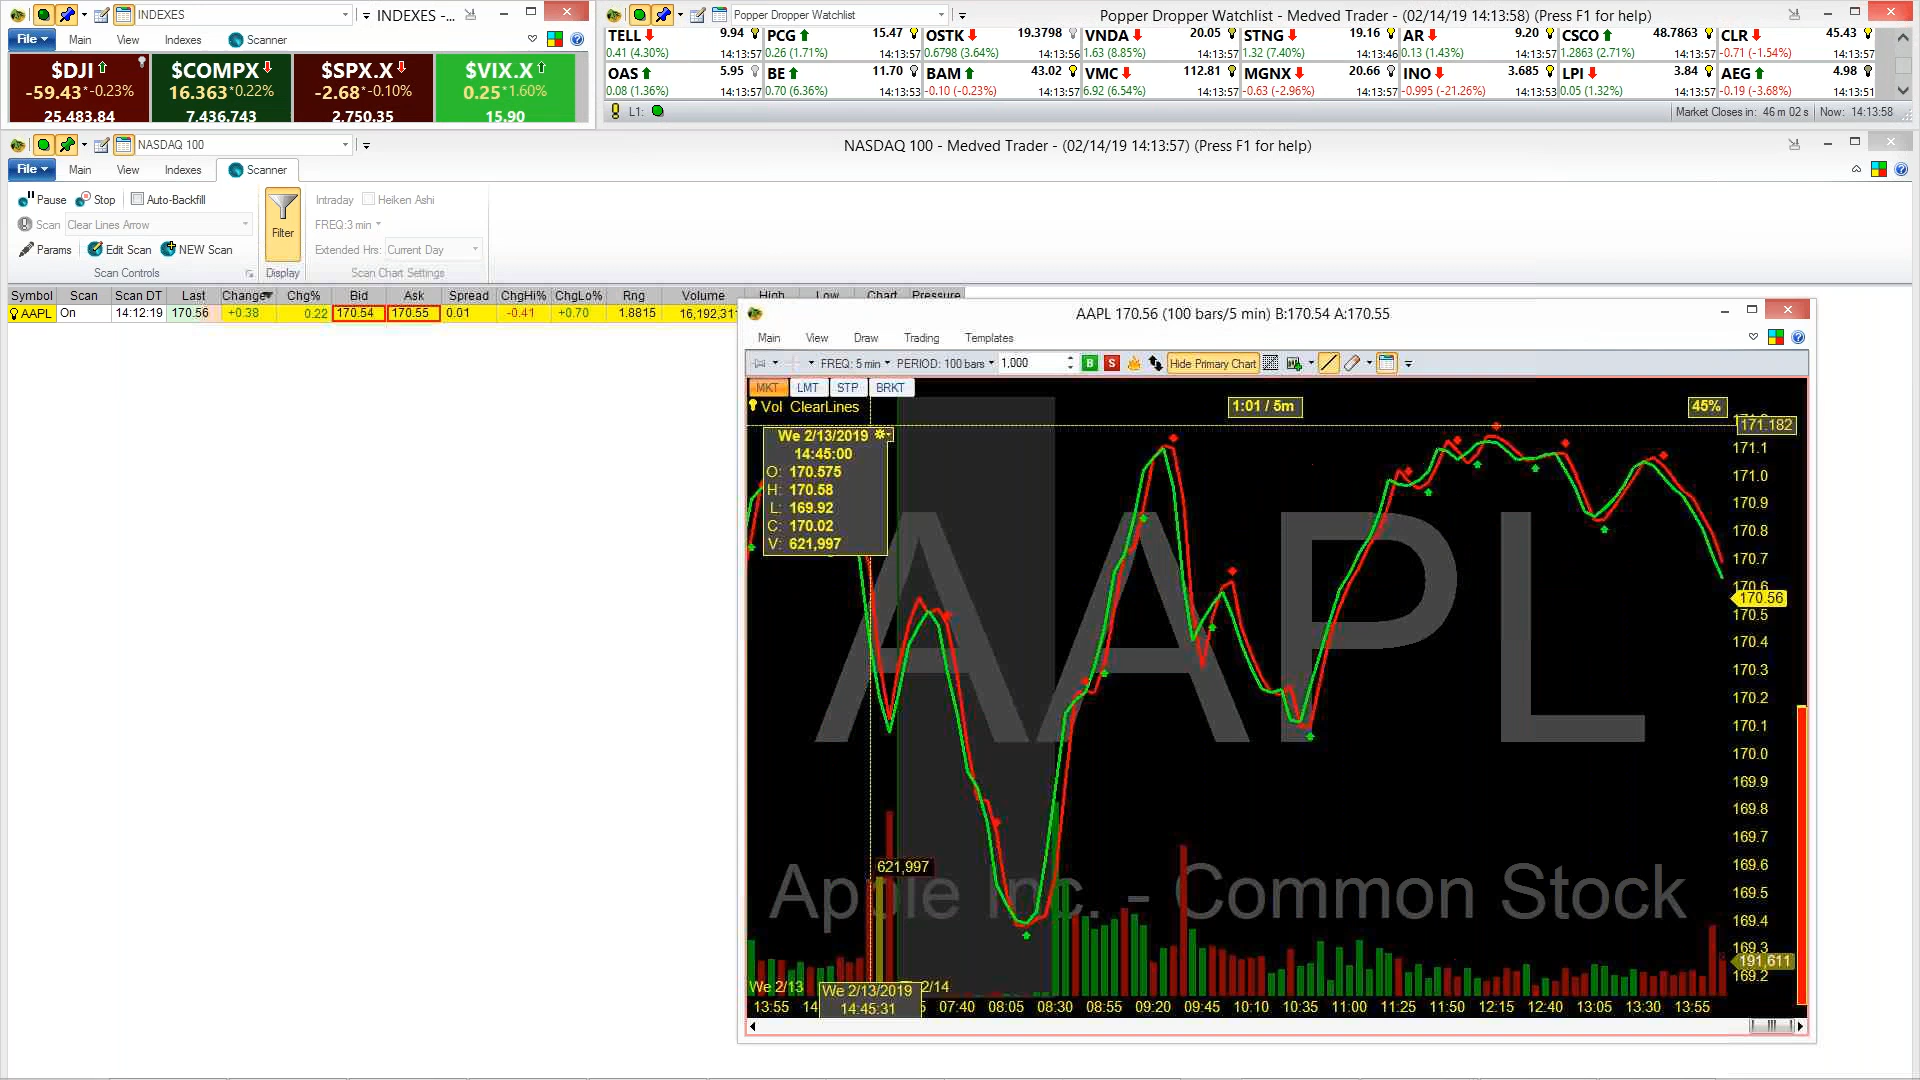 INDEXES
INDEXES -...
File Main View Indexes Scanner
$DJI $COMPX $SPX.X $VIX.X
-59.43 -0.23% 16.363 0.22% -2.68 -0.10% 0.25 1.60%
25,483.84 7,436.743 2,750.35 15.90
Popper Dropper Watchlist
Popper Dropper Watchlist - Medved Trader - (02/14/19 14:13:58) (Press F1 for help)
TELL 9.94 PCG 15.47 OSTK 19.3798 VNDA 20.05 STNG 19.16 AR 9.20 CSCO 48.7863 CLR 45.43
0.41 (4.30%) 14:13:57 0.26 (1.71%) 14:13:57 0.6798 (3.64%) 14:13:56 1.63 (8.85%) 14:13:57 1.32 (7.40%) 14:13:46 0.13 (1.43%) 14:13:57 1.2863 (2.71%) 14:13:57 -0.71 (-1.54%) 14:13:57
OAS 5.95 BE 11.70 BAM 43.02 VMC 112.81 MGNX 20.66 INO 3.685 LPI 3.84 AEG 4.98
0.08 (1.36%) 14:13:57 0.70 (6.36%) 14:13:53 -0.10 (-0.23%) 14:13:57 6.92 (6.54%) 14:13:57 -0.63 (-2.96%) 14:13:57 -0.995 (-21.26%) 14:13:53 0.05 (1.32%) 14:13:57 -0.19 (-3.68%) 14:13:51
L1: Market Closes in: 46 m 02 s Now: 14:13:58
NASDAQ 100
NASDAQ 100 - Medved Trader - (02/14/19 14:13:57) (Press F1 for help)
File Main View Indexes Scanner
Pause Stop Auto-Backfill
Scan Clear Lines Arrow
Params Edit Scan NEW Scan
Scan Controls
Filter
Display
Intraday Heiken Ashi
FREQ:3 min
Extended Hrs: Current Day
Scan Chart Settings
Symbol Scan Scan DT Last Change Chg% Bid Ask Spread ChgHi% ChgLo% Rng Volume High Low Chart Pressure
AAPL On 14:12:19 170.56 +0.38 0.22 170.54 170.55 0.01 -0.41 +0.70 1.8815
AAPL 170.56 (100 bars/5 min) B:170.54 A:170.55
Main View Draw Trading Templates
FREQ: 5 min PERIOD: 100 bars 1,000 B S Hide Primary Chart
MKT LMT STP BRKT
Vol ClearLines
1:01 / 5m
45%
We 2/13/2019
14:45:00
O: 170.575
H: 170.58
L: 169.92
C: 170.02
V: 621,997
AAPL
Apple Inc. - Common Stock
621,997
171.182
171.1
171.0
170.9
170.8
170.7
170.6
170.56
170.5
170.4
170.3
170.2
170.1
170.0
169.9
169.8
169.7
169.6
169.5
169.4
169.3
191,611
169.2
We 2/13
We 2/13/2019
14:45:31
2/14
13:55 07:40 08:05 08:30 08:55 09:20 09:45 10:10 10:35 11:00 11:25 11:50 12:15 12:40 13:05 13:30 13:55